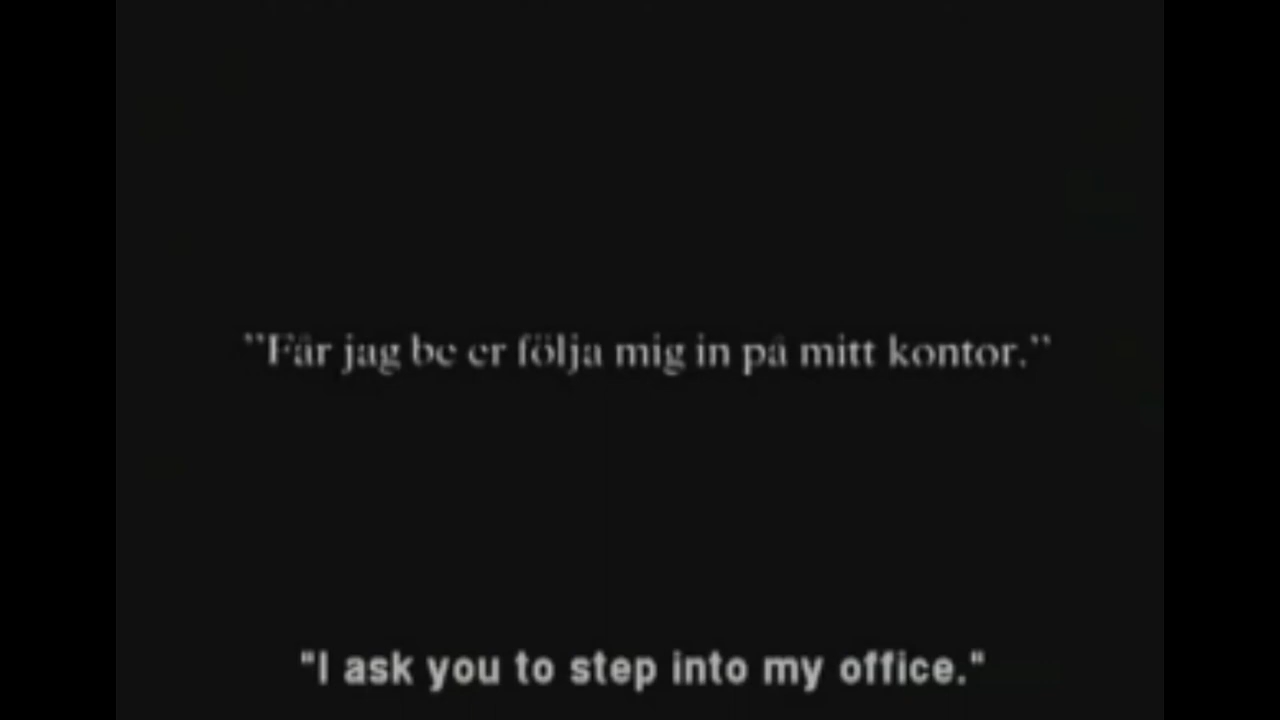 ”Får jag be er följa mig in på mitt kontor.”
"I ask you to step into my office."